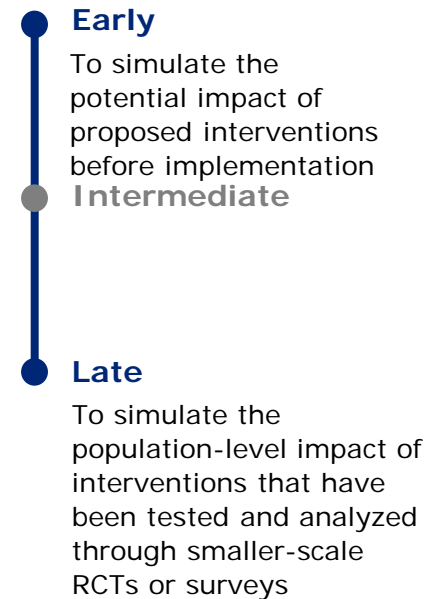 Early
To simulate the
potential impact of
proposed interventions
before implementation
Intermediate
Late
To simulate the
population-level impact of
interventions that have
been tested and analyzed
through smaller-scale
RCTs or surveys